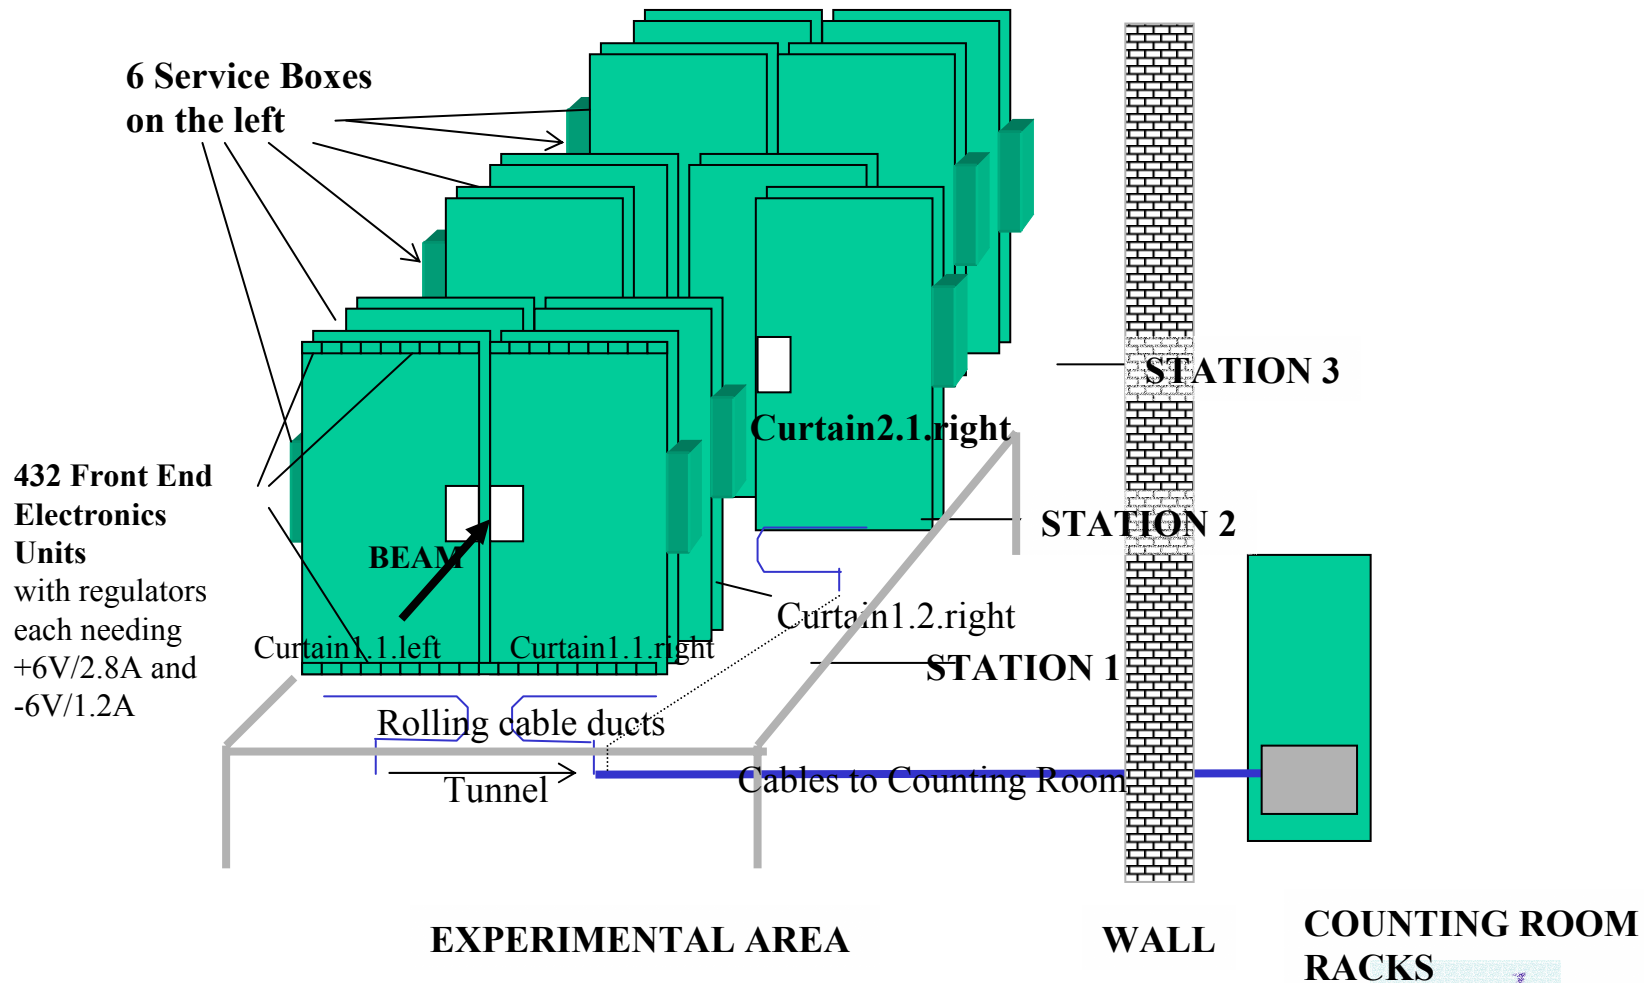 6 Service Boxes
on the left
STATION 3
Curtain2.1.right
432 Front End
Electronics
Units
with regulators
each needing
+6V/2.8A and
-6V/1.2A
STATION 2
BEAM
Curtain1.2.right
Curtain1.1.left
Curtain1.1.right
STATION 1
Rolling cable ducts
Tunnel
Cables to Counting Room
EXPERIMENTAL AREA
WALL
COUNTING ROOM
RACKS